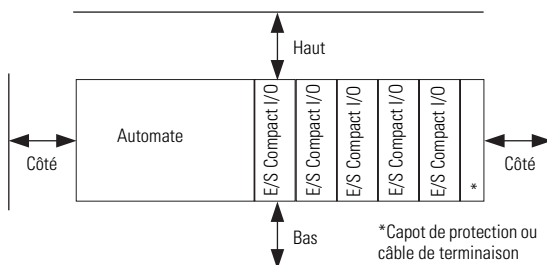 Haut
Automate
E/S Compact I/O
E/S Compact I/O
E/S Compact I/O
E/S Compact I/O
E/S Compact I/O
*
Côté
Côté
Bas
*Capot de protection ou
câble de terminaison